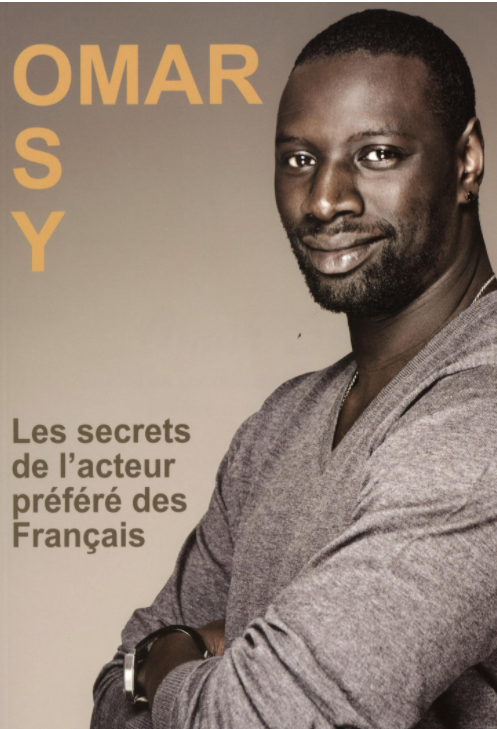 OMAR
S
Y
Les secrets
de l'acteur
préféré des
Français